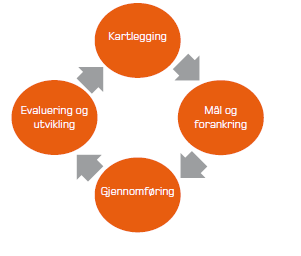 Kartlegging
Mål og
forankring
Gjennomføring
Evaluering og
utvikling